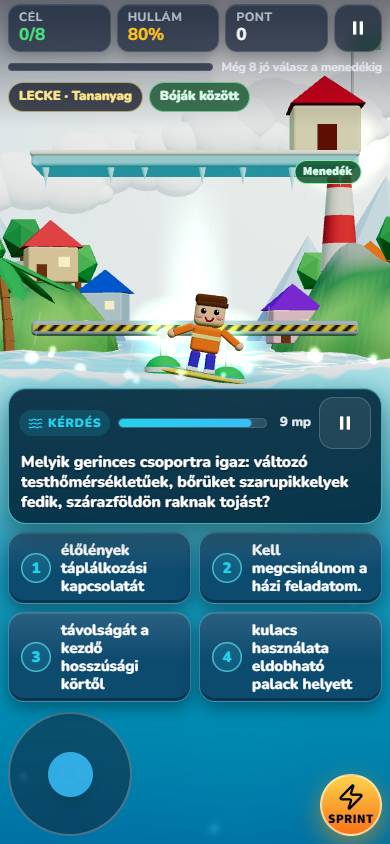 CÉL
0/8
HULLÁM
80%
PONT
0
Még 8 jó válasz a menedékig
LECKE · Tananyag
Bóják között
Menedék
KÉRDÉS
9 mp
Melyik gerinces csoportra igaz: változó
testhőmérsékletűek, bőrüket szarupikkelyek
fedik, szárazföldön raknak tojást?
1
élőlények
táplálkozási
kapcsolatát
2
Kell
megcsinálnom a
házi feladatom.
3
távolságát a
kezdő
hosszúsági
körtől
4
kulacs
használata
eldobható
palack helyett
SPRINT